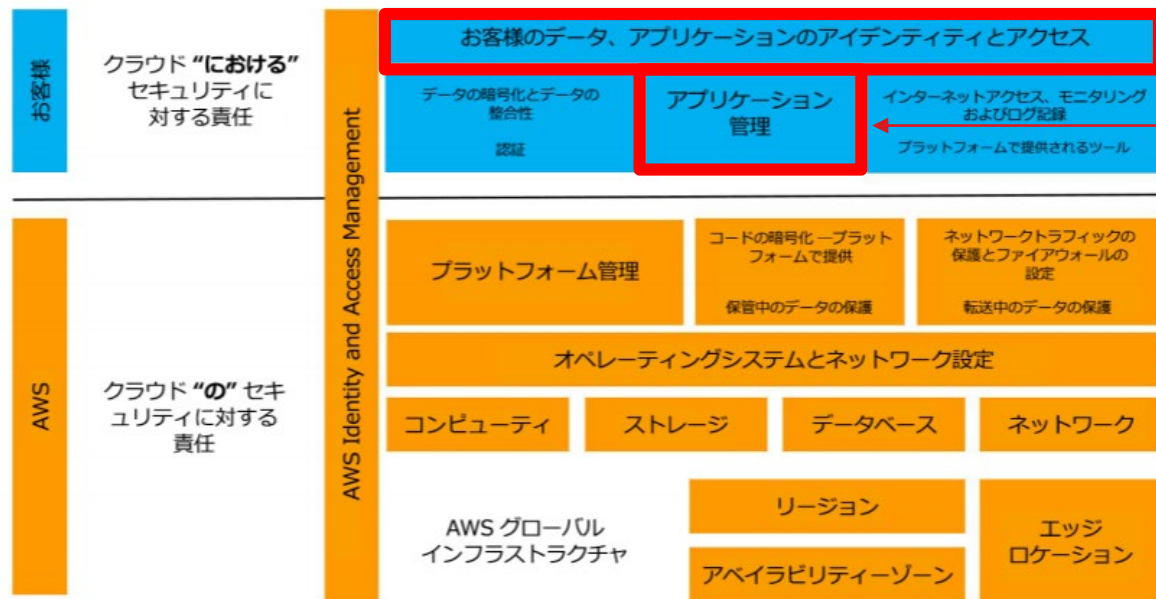 お客様
クラウド “における”
セキュリティに
対する責任
AWS Identity and Access Management
お客様のデータ、アプリケーションのアイデンティティとアクセス
データの暗号化とデータの
整合性
認証
アプリケーション
管理
インターネットアクセス、モニタリング
およびログ記録
プラットフォームで提供されるツール
AWS
クラウド “の” セキ
ュリティに対する
責任
プラットフォーム管理
コードの暗号化 —プラット
フォームで提供
保管中のデータの保護
ネットワークトラフィックの
保護とファイアウォールの
設定
転送中のデータの保護
オペレーティングシステムとネットワーク設定
コンピューティ
ストレージ
データベース
ネットワーク
AWS グローバル
インフラストラクチャ
リージョン
アベイラビリティーゾーン
エッジ
ロケーション